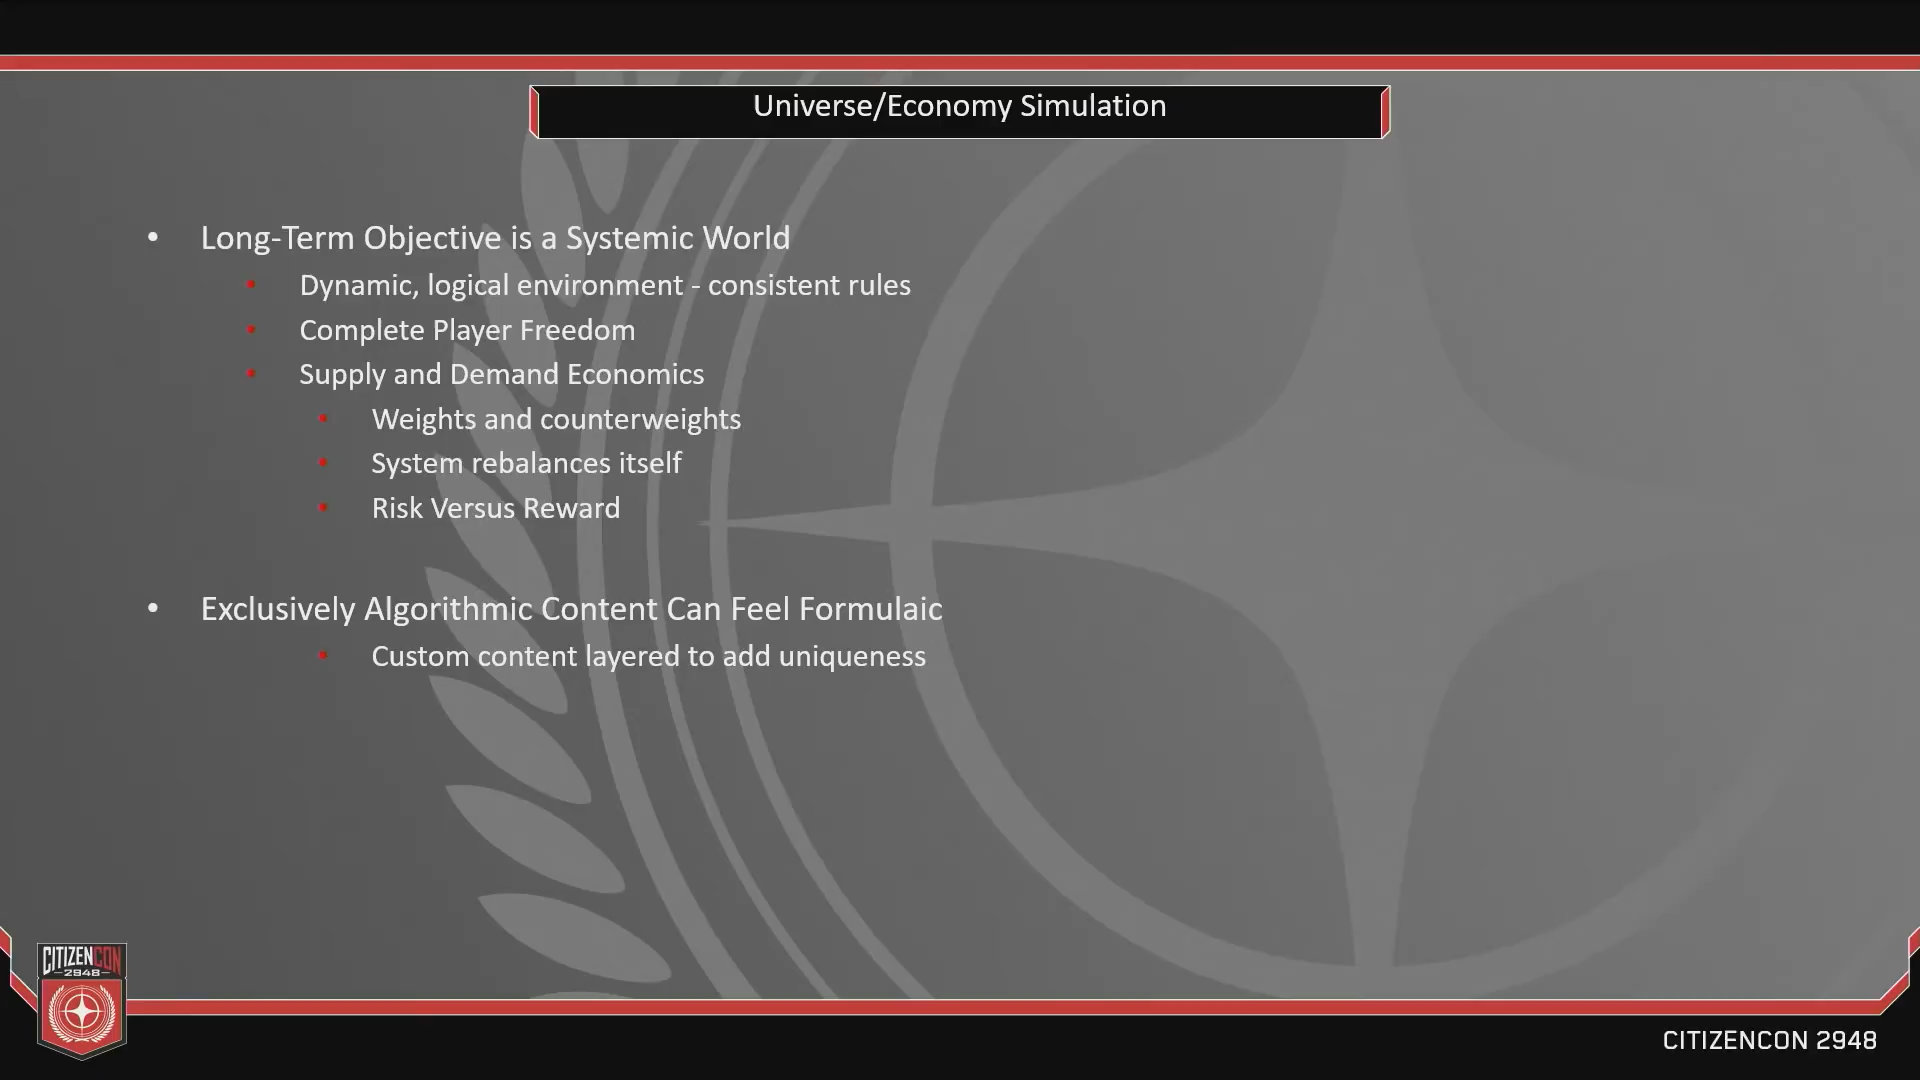 Universe/Economy Simulation
• Long-Term Objective is a Systemic World
• Dynamic, logical environment - consistent rules
• Complete Player Freedom
• Supply and Demand Economics
• Weights and counterweights
• System rebalances itself
• Risk Versus Reward
• Exclusively Algorithmic Content Can Feel Formulaic
• Custom content layered to add uniqueness
CITIZENCON
2948
CITIZENCON 2948